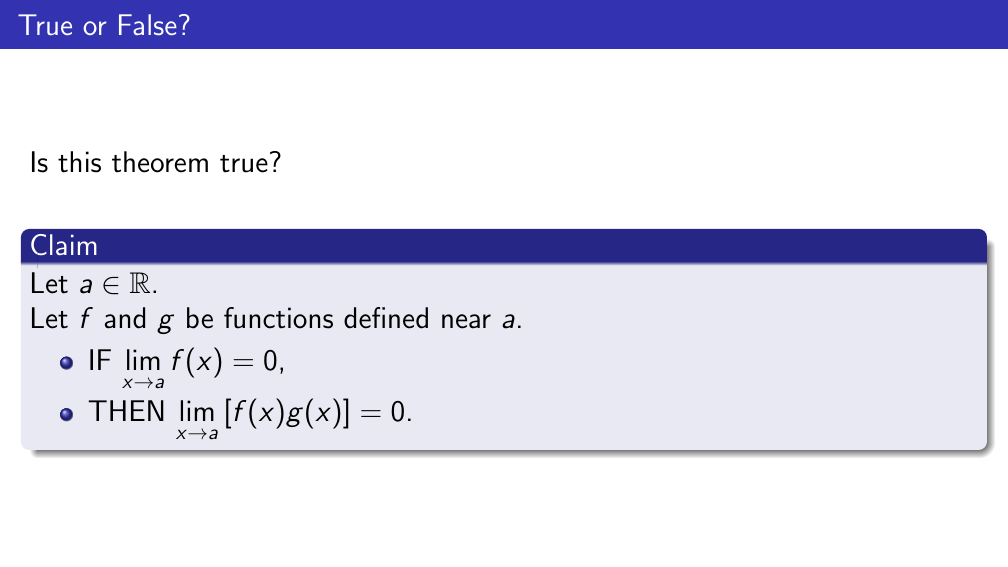 True or False?
Is this theorem true?
Claim
Let a ∈ ℝ.
Let f and g be functions defined near a.
IF lim_{x→a} f(x) = 0,
THEN lim_{x→a} [f(x)g(x)] = 0.